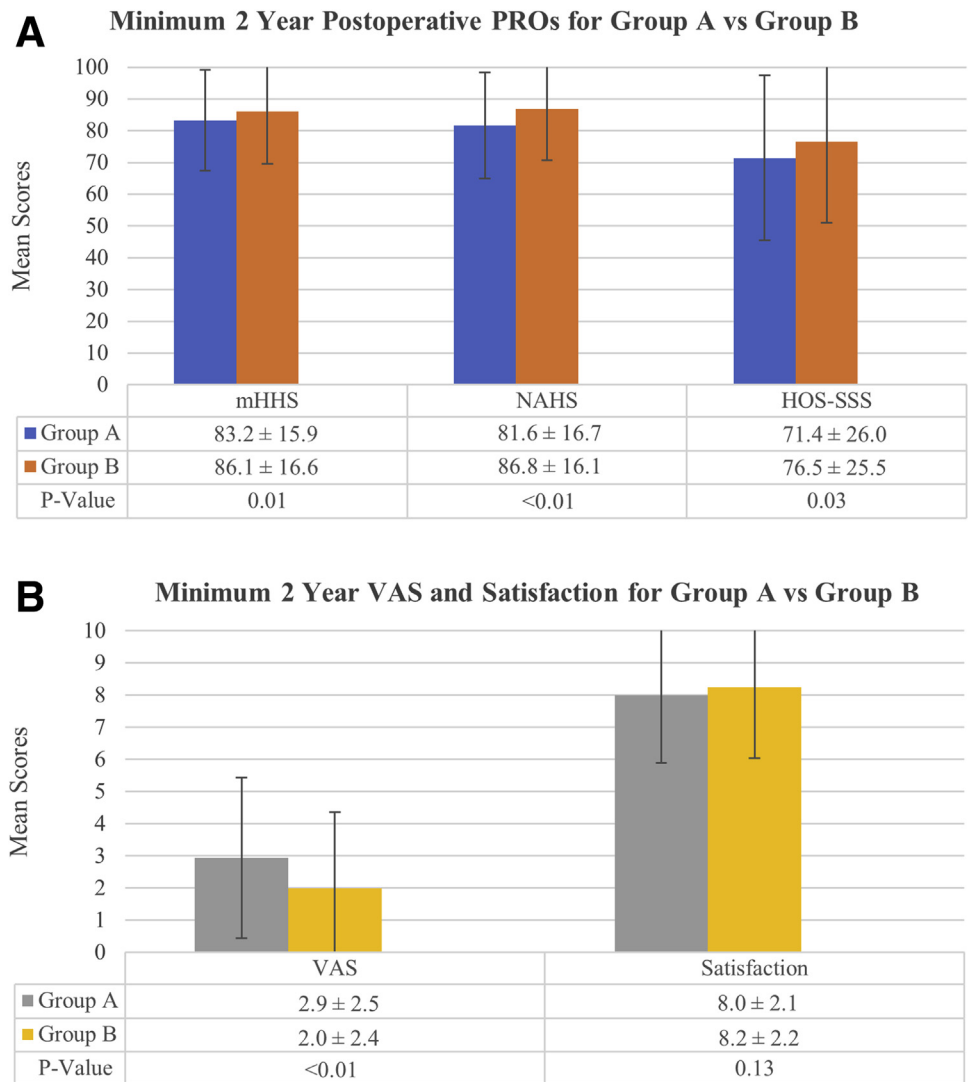 A
Minimum 2 Year Postoperative PROs for Group A vs Group B
Mean Scores
100
90
80
70
60
50
40
30
20
10
0
mHHS NAHS HOS-SSS
Group A 83.2 ± 15.9 81.6 ± 16.7 71.4 ± 26.0
Group B 86.1 ± 16.6 86.8 ± 16.1 76.5 ± 25.5
P-Value 0.01 <0.01 0.03
B
Minimum 2 Year VAS and Satisfaction for Group A vs Group B
Mean Scores
10
9
8
7
6
5
4
3
2
1
0
VAS Satisfaction
Group A 2.9 ± 2.5 8.0 ± 2.1
Group B 2.0 ± 2.4 8.2 ± 2.2
P-Value <0.01 0.13